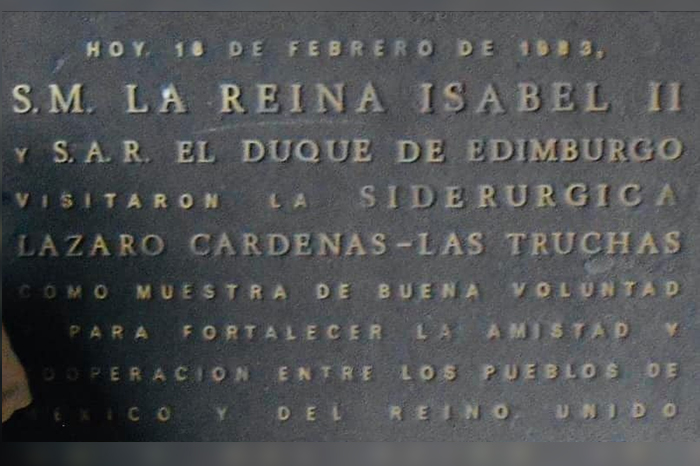 HOY, 18 DE FEBRERO DE 1983,
S.M. LA REINA ISABEL II
Y S.A.R. EL DUQUE DE EDIMBURGO
VISITARON LA SIDERURGICA
LAZARO CARDENAS-LAS TRUCHAS
COMO MUESTRA DE BUENA VOLUNTAD
PARA FORTALECER LA AMISTAD Y
COOPERACION ENTRE LOS PUEBLOS DE
MEXICO Y DEL REINO UNIDO